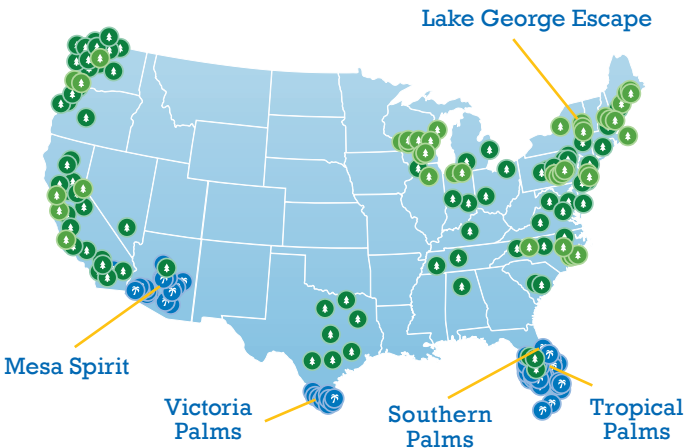 Lake George Escape
Mesa Spirit
Victoria
Palms
Southern
Palms
Tropical
Palms